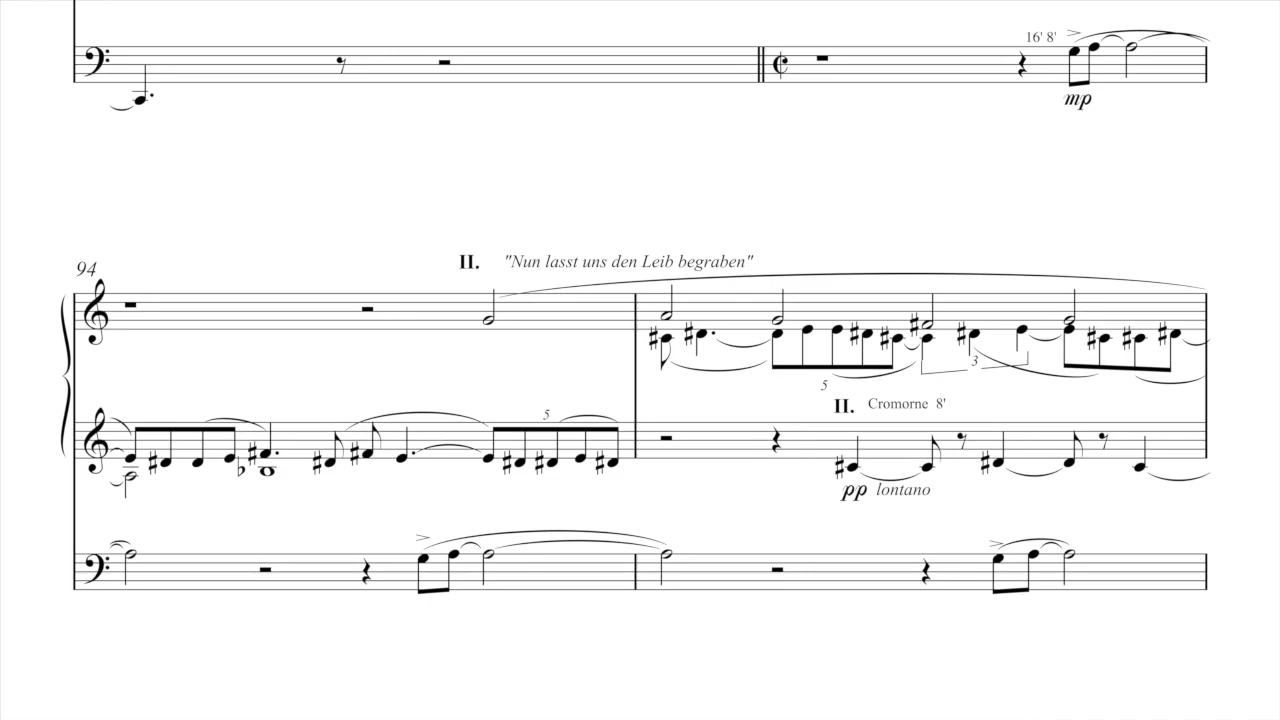 16' 8'
mp
94
II. "Nun lasst uns den Leib begraben"
3
5
5
II. Cromorne 8'
pp lontano